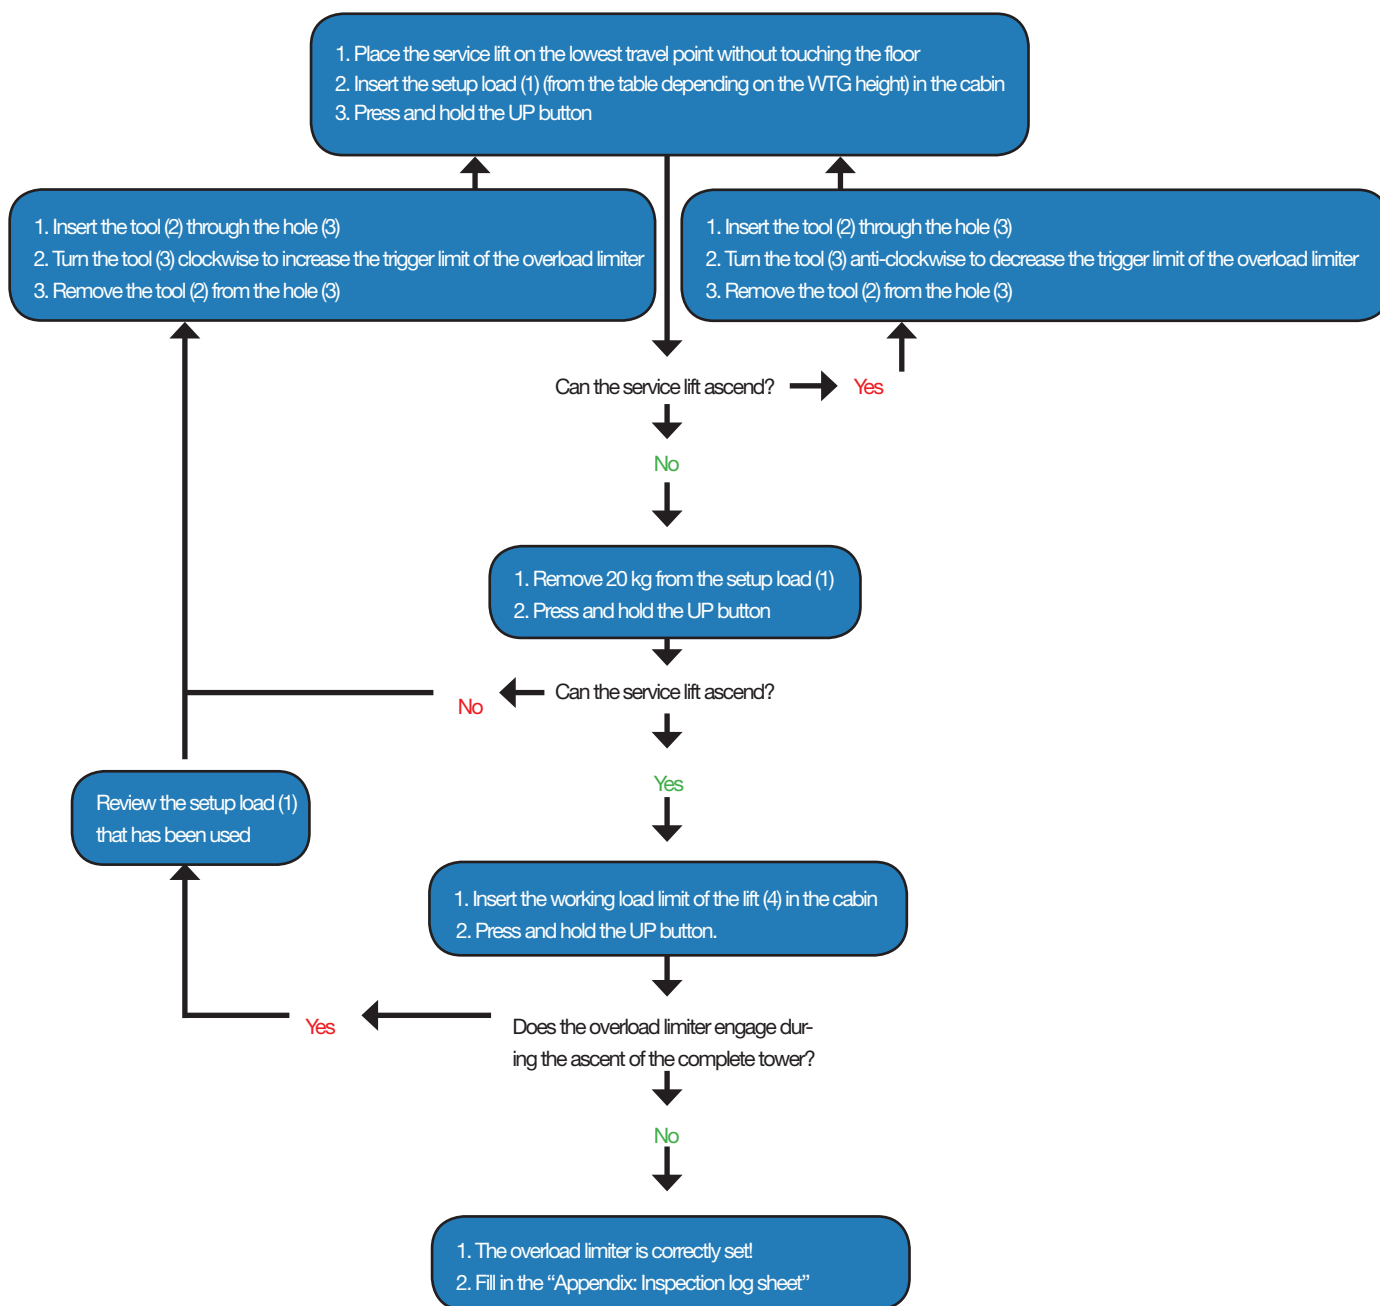 1. Place the service lift on the lowest travel point without touching the floor
2. Insert the setup load (1) (from the table depending on the WTG height) in the cabin
3. Press and hold the UP button
1. Insert the tool (2) through the hole (3)
2. Turn the tool (3) clockwise to increase the trigger limit of the overload limiter
3. Remove the tool (2) from the hole (3)
1. Insert the tool (2) through the hole (3)
2. Turn the tool (3) anti-clockwise to decrease the trigger limit of the overload limiter
3. Remove the tool (2) from the hole (3)
Can the service lift ascend?
Yes
No
1. Remove 20 kg from the setup load (1)
2. Press and hold the UP button
Can the service lift ascend?
No
Yes
Review the setup load (1)
that has been used
1. Insert the working load limit of the lift (4) in the cabin
2. Press and hold the UP button.
Does the overload limiter engage dur-
ing the ascent of the complete tower?
Yes
No
1. The overload limiter is correctly set!
2. Fill in the “Appendix: Inspection log sheet”